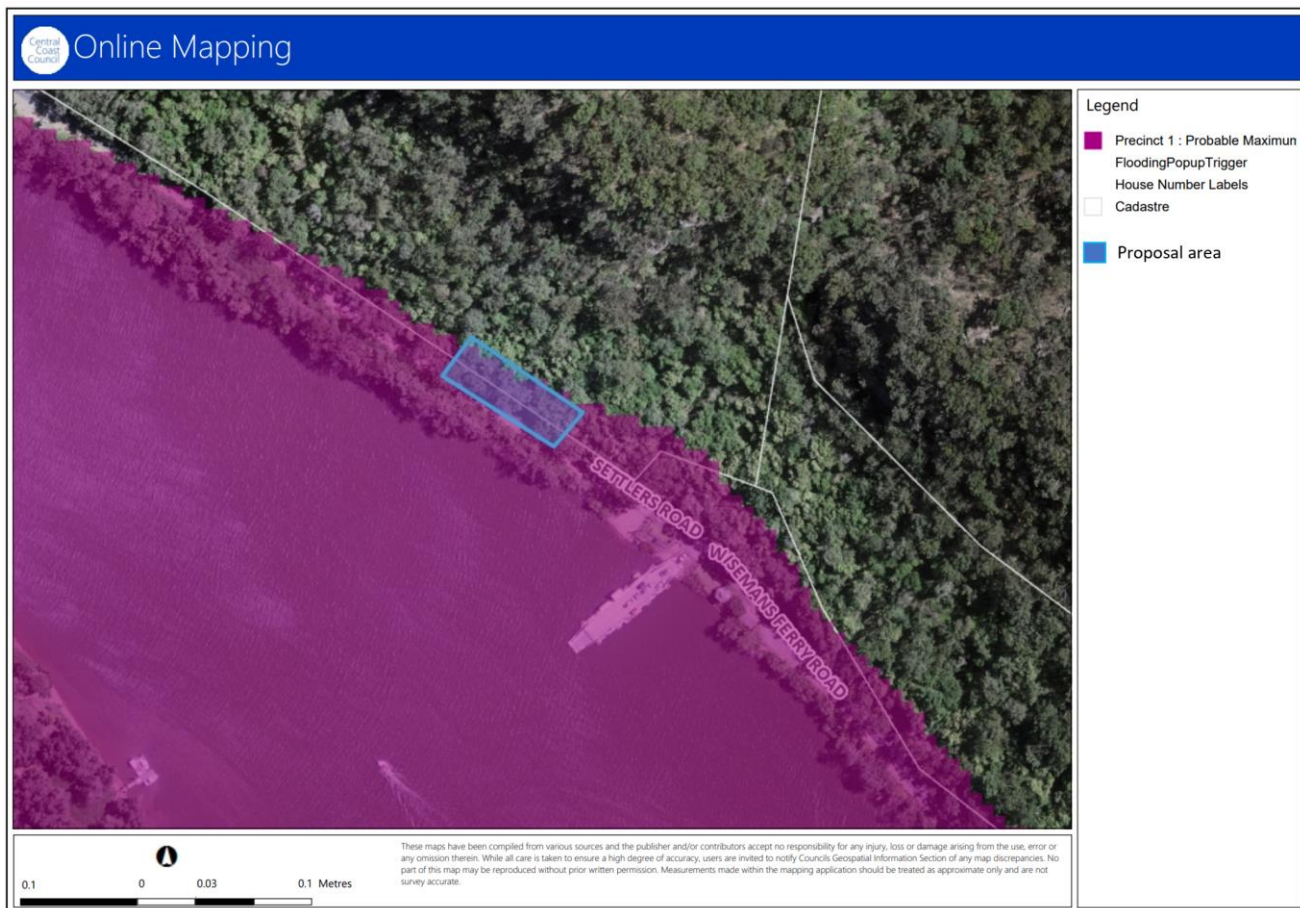 Central
Coast
Council
Online Mapping
Legend
Precinct 1 : Probable Maximun
FloodingPopupTrigger
House Number Labels
Cadastre
Proposal area
SETTLERS ROAD
WISEMANS FERRY ROAD
0.1 0 0.03 0.1 Metres
These maps have been compiled from various sources and the publisher and/or contributors accept no responsibility for any injury, loss or damage arising from the use, error or
any omission therein. While all care is taken to ensure a high degree of accuracy, users are invited to notify Councils Geospatial Information Section of any map discrepancies. No
part of this map may be reproduced without prior written permission. Measurements made within the mapping application should be treated as approximate only and are not
survey accurate.